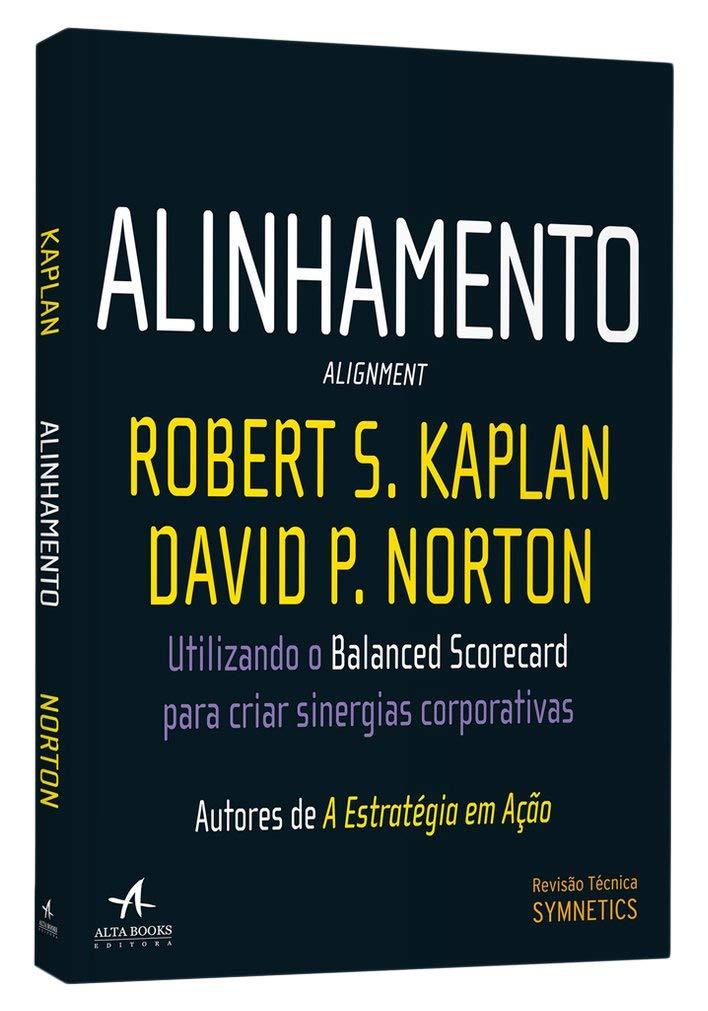 KAPLAN
ALINHAMENTO
NORTON
ALINHAMENTO
ALIGNMENT
ROBERT S. KAPLAN
DAVID P. NORTON
Utilizando o Balanced Scorecard
para criar sinergias corporativas
Autores de A Estratégia em Ação
Revisão Técnica
SYMNETICS
ALTA BOOKS
EDITORA